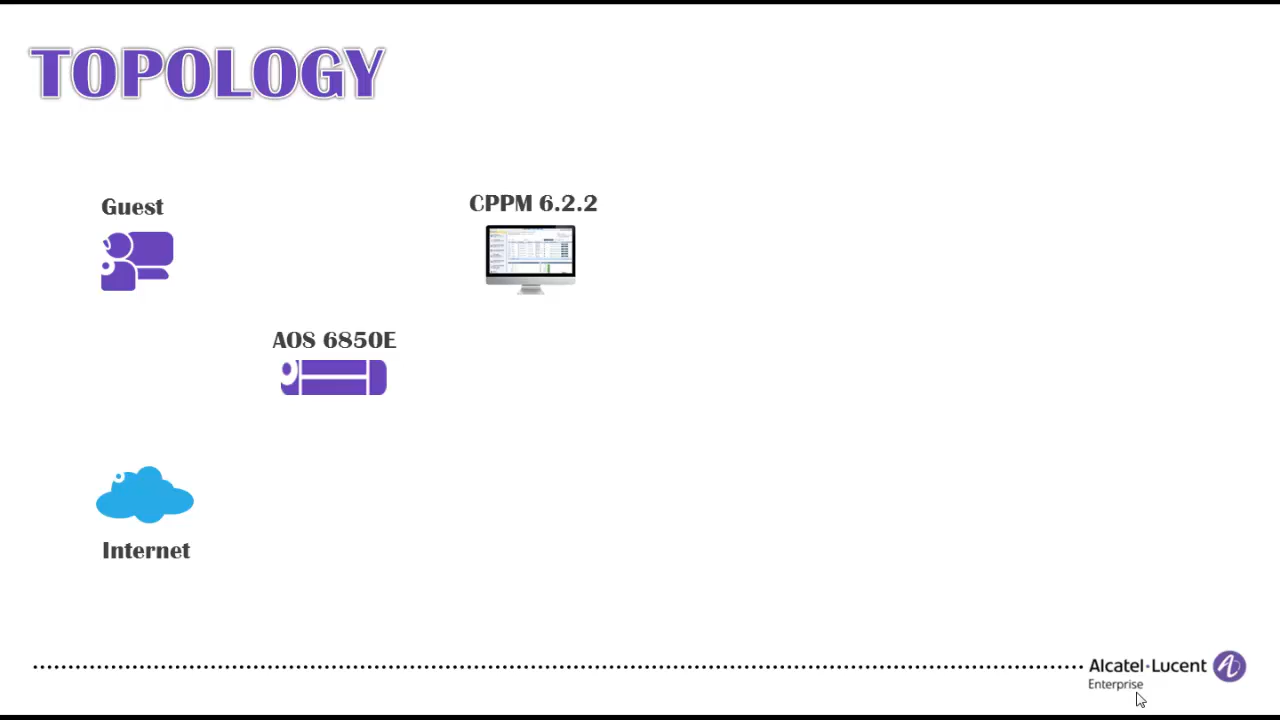 TOPOLOGY
Guest
CPPM 6.2.2
AOS 6850E
Internet
Alcatel·Lucent
Enterprise